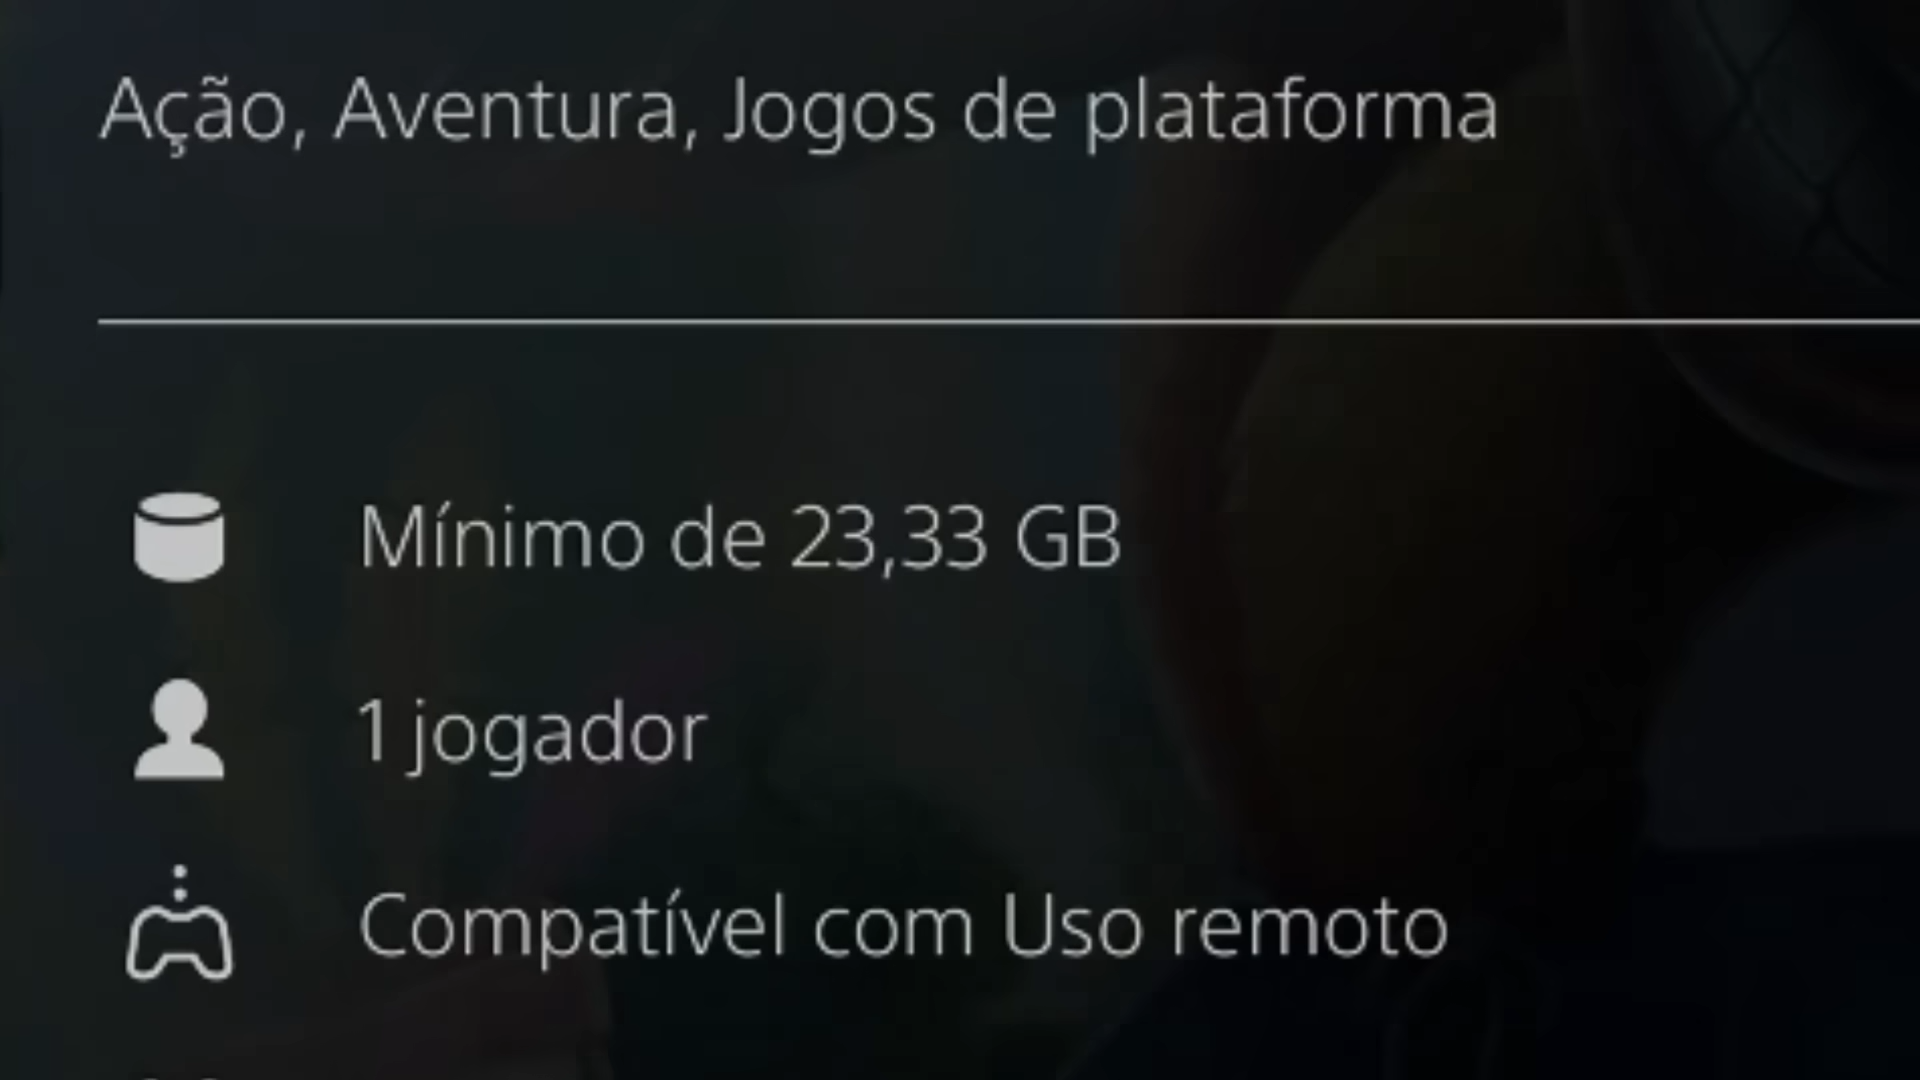 Ação, Aventura, Jogos de plataforma
Mínimo de 23,33 GB
1 jogador
Compatível com Uso remoto